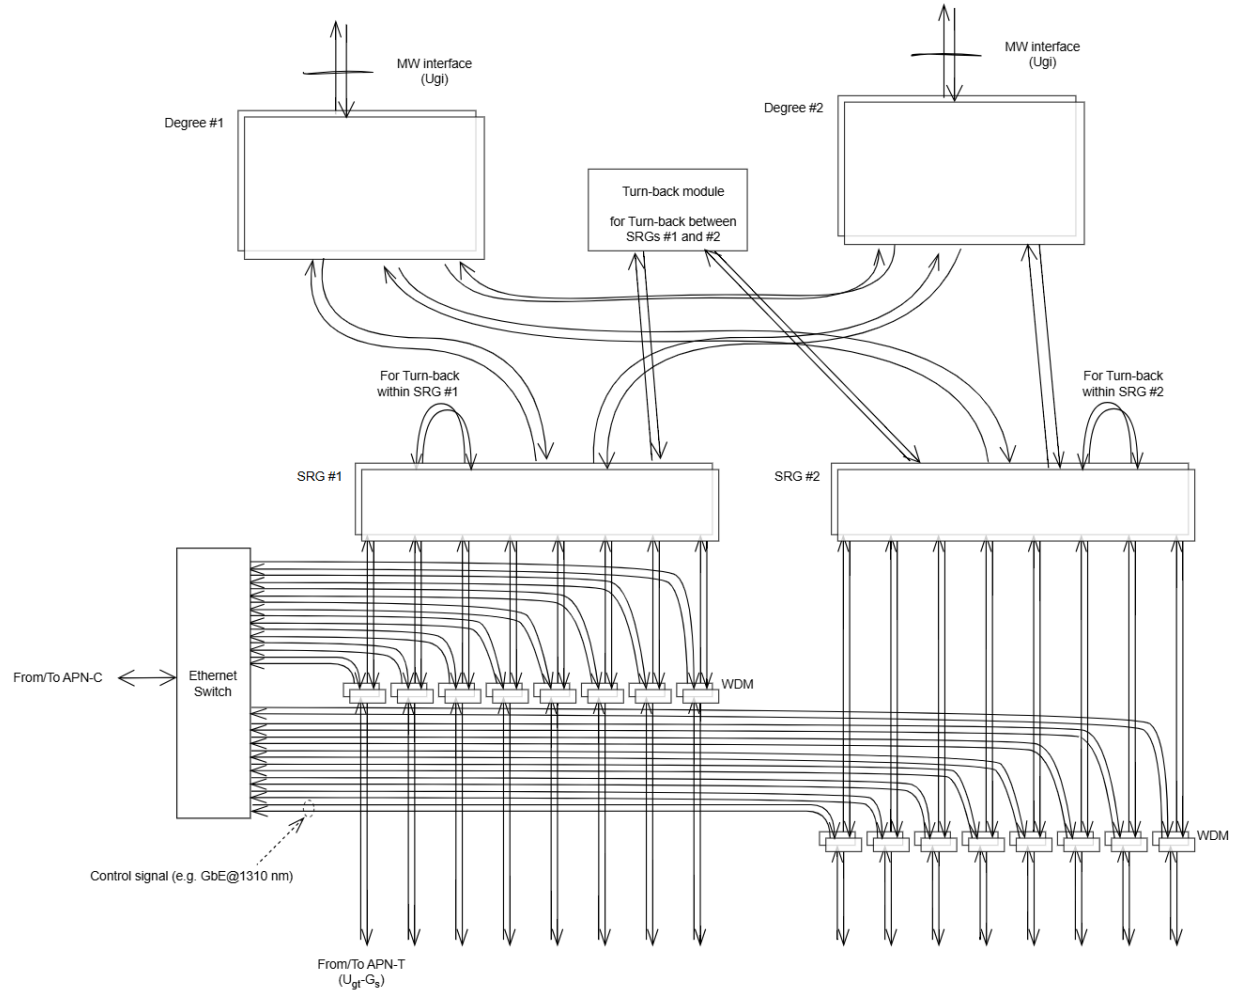 MW interface
(Ugi)
MW interface
(Ugi)
Degree #1
Degree #2
Turn-back module
for Turn-back between
SRGs #1 and #2
For Turn-back
within SRG #1
For Turn-back
within SRG #2
SRG #1
SRG #2
From/To APN-C
Ethernet
Switch
WDM
WDM
Control signal (e.g. GbE@1310 nm)
From/To APN-T
(Ugt-Gs)